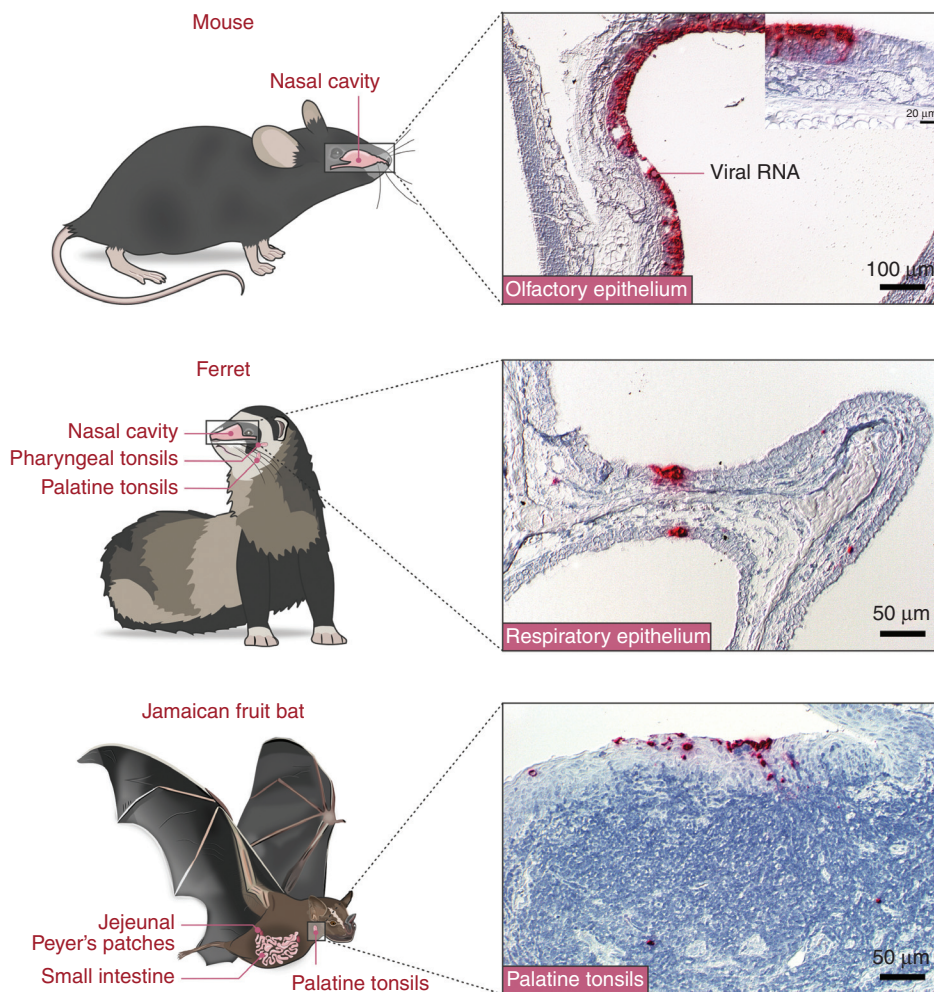 Mouse
Nasal cavity
Viral RNA
20 μm
100 μm
Olfactory epithelium
Ferret
Nasal cavity
Pharyngeal tonsils
Palatine tonsils
50 μm
Respiratory epithelium
Jamaican fruit bat
Jejeunal
Peyer's patches
Small intestine
Palatine tonsils
50 μm
Palatine tonsils